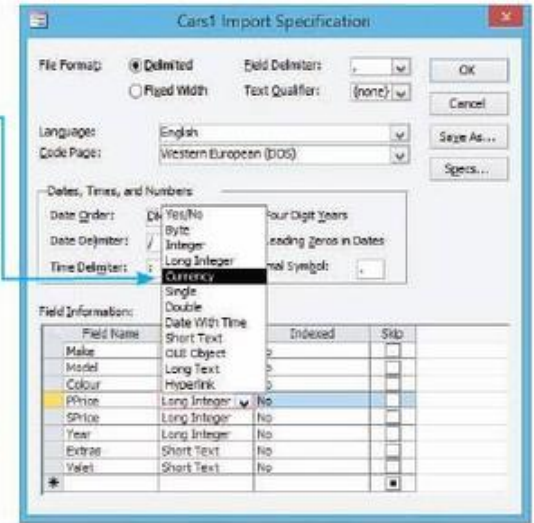 Cars1 Import Specification
File Format: Delimited Field Delimiter: , OK
Fixed Width Text Qualifier: {none} Cancel
Language: English Save As...
Code Page: Western European (DOS) Specs...
Dates, Times, and Numbers
Date Order: Four Digit Years
Date Delimiter: / Leading Zeros in Dates
Time Delimiter: : mal Symbol: .
Yes/No
Byte
Integer
Long Integer
Currency
Single
Double
Date With Time
Short Text
OLE Object
Long Text
Hyperlink
Field Information:
Field Name Indexed Skip
Make
Model
Colour
PPrice Long Integer No
SPrice Long Integer No
Year Long Integer No
Extras Short Text No
Valet Short Text No